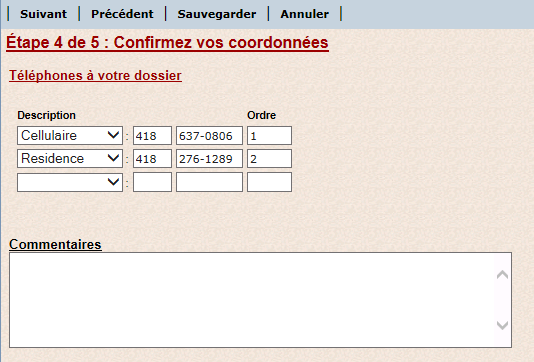 | Suivant | Précédent | Sauvegarder | Annuler |
Étape 4 de 5 : Confirmez vos coordonnées
Téléphones à votre dossier
Description Ordre
Cellulaire : 418 637-0806 1
Residence : 418 276-1289 2
:
Commentaires